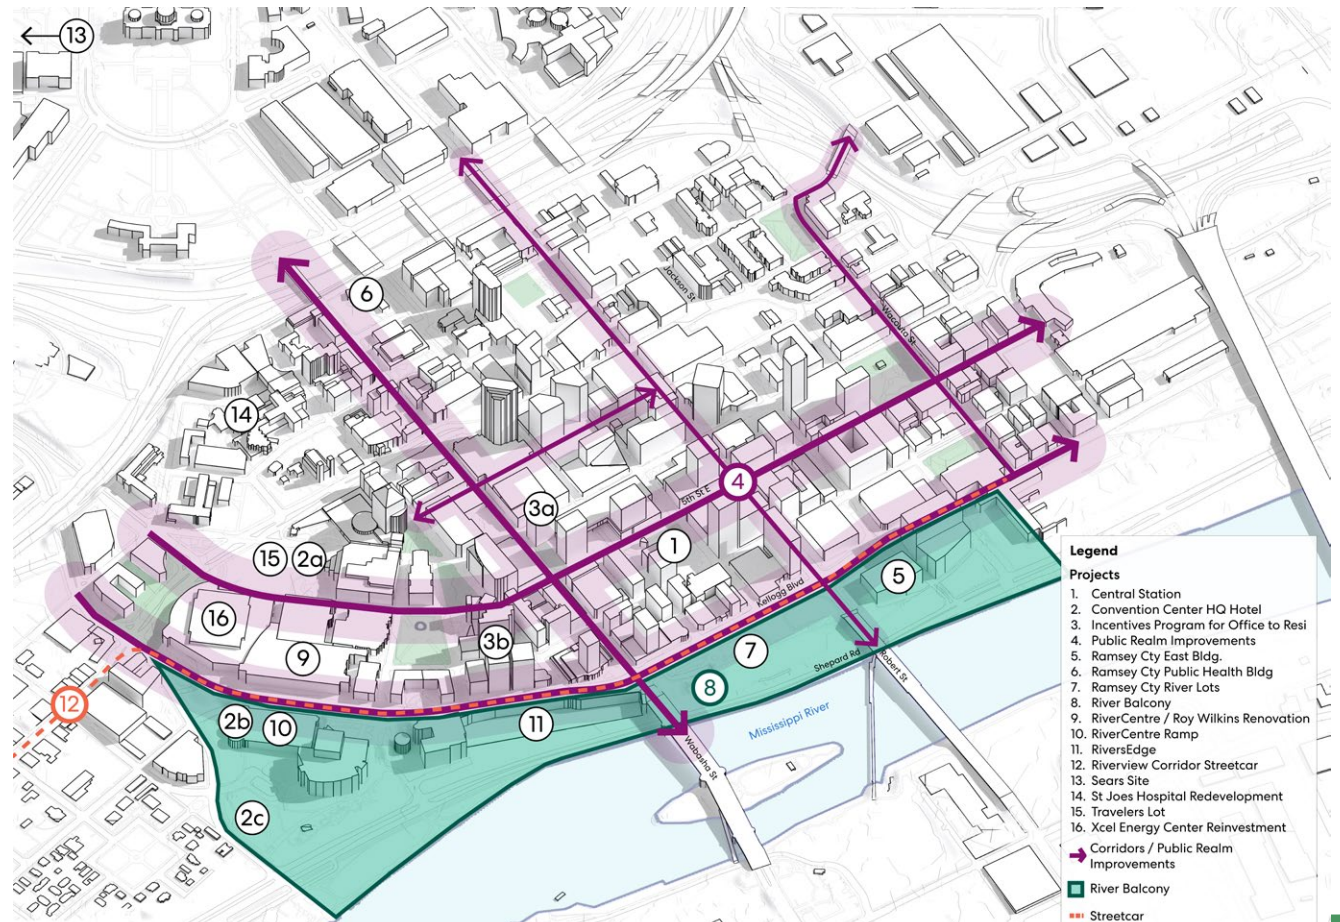 13
6
Jackson St
Wacouta St
14
4
3a
5th St E
1
15
2a
Kellogg Blvd
5
16
3b
9
7
Shepard Rd
Robert St
8
12
2b
10
11
Mississippi River
Wabasha St
2c
Legend
Projects
1. Central Station
2. Convention Center HQ Hotel
3. Incentives Program for Office to Resi
4. Public Realm Improvements
5. Ramsey Cty East Bldg.
6. Ramsey Cty Public Health Bldg
7. Ramsey Cty River Lots
8. River Balcony
9. RiverCentre / Roy Wilkins Renovation
10. RiverCentre Ramp
11. RiversEdge
12. Riverview Corridor Streetcar
13. Sears Site
14. St Joes Hospital Redevelopment
15. Travelers Lot
16. Xcel Energy Center Reinvestment
Corridors / Public Realm
Improvements
River Balcony
Streetcar